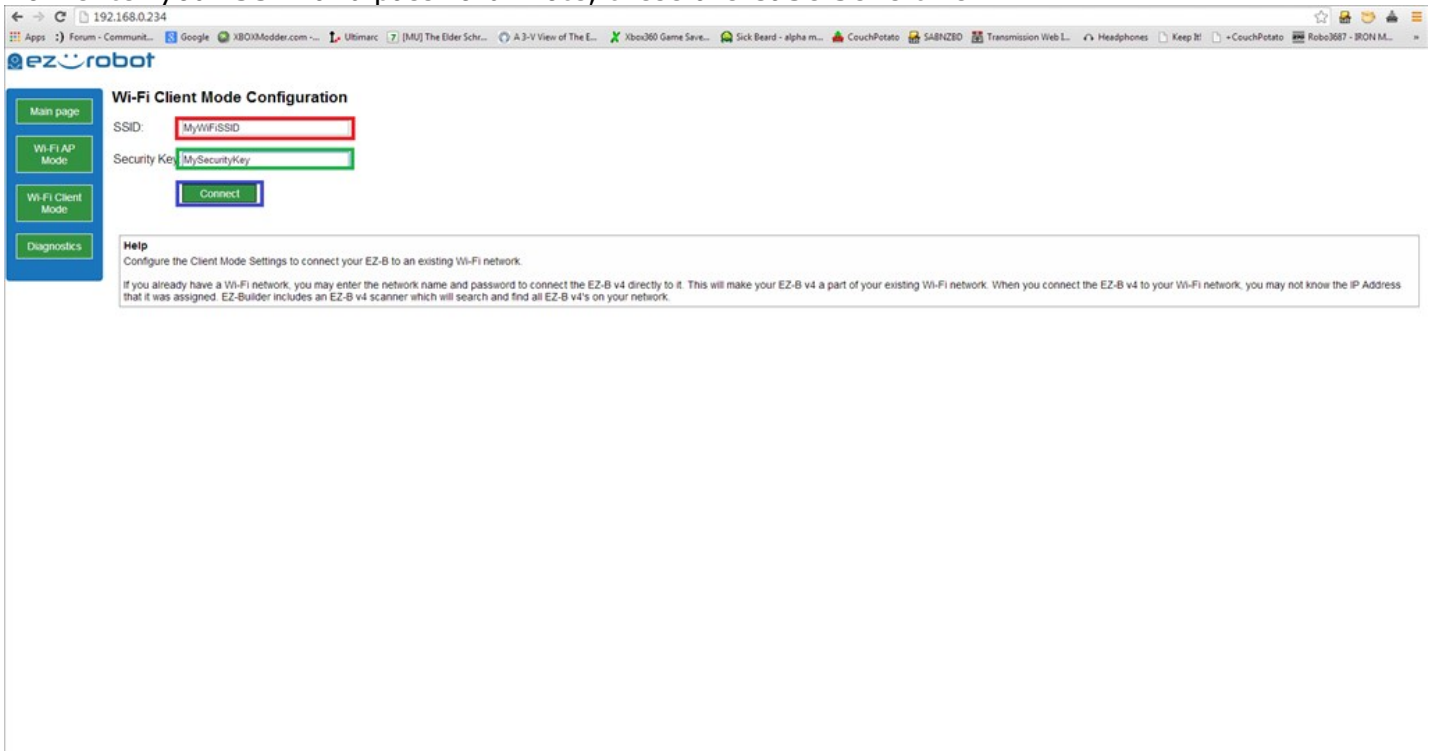 192.168.0.234
Apps :) Forum - Communit... Google XBOXModder.com -... Ultimarc [MU] The Elder Schr... A 3-V View of The E... Xbox360 Game Save... Sick Beard - alpha m... CouchPotato SABNZBD Transmission Web I... Headphones Keep It! +CouchPotato Robo3687 - IRON M... »
ez robot
Main page
Wi-Fi AP
Mode
Wi-Fi Client
Mode
Diagnostics
Wi-Fi Client Mode Configuration
SSID: MyWiFiSSID
Security Key MySecurityKey
Connect
Help
Configure the Client Mode Settings to connect your EZ-B to an existing Wi-Fi network.
If you already have a Wi-Fi network, you may enter the network name and password to connect the EZ-B v4 directly to it. This will make your EZ-B v4 a part of your existing Wi-Fi network. When you connect the EZ-B v4 to your Wi-Fi network, you may not know the IP Address
that it was assigned. EZ-Builder includes an EZ-B v4 scanner which will search and find all EZ-B v4's on your network.